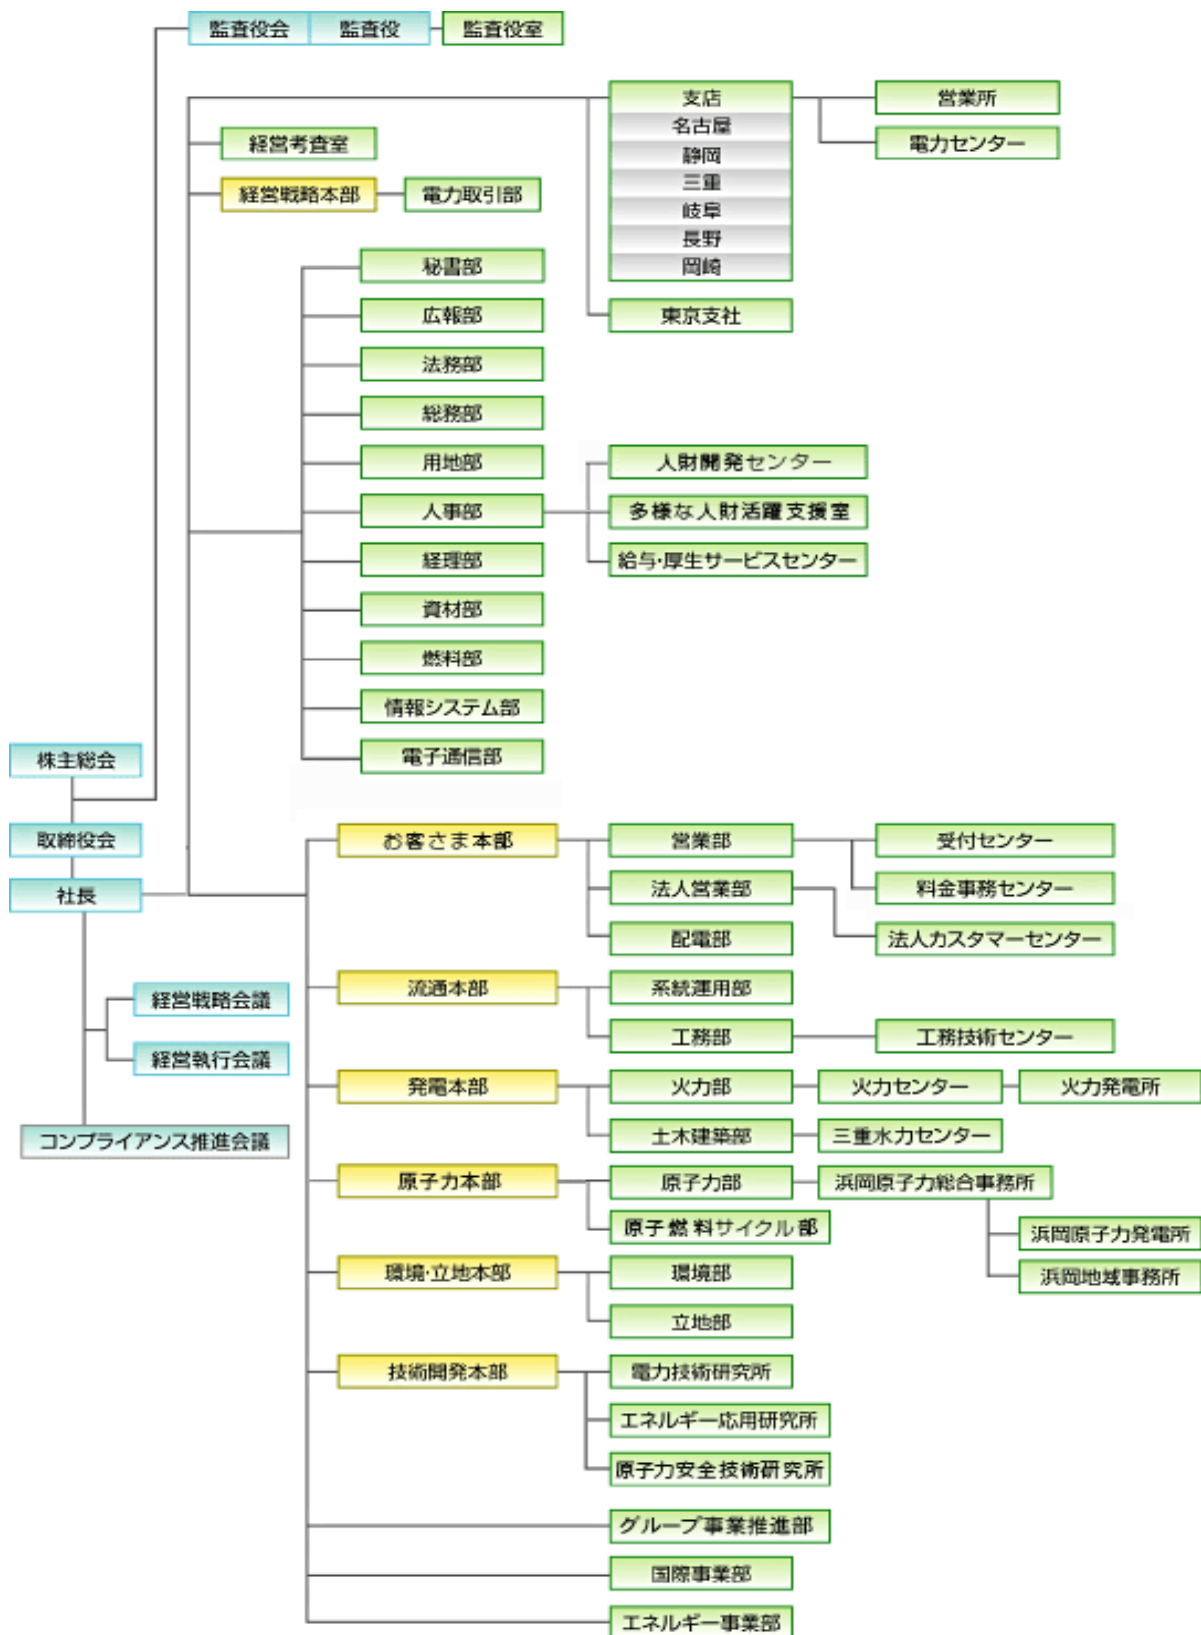 監査役会
監査役
監査役室
支店
名古屋
静岡
三重
岐阜
長野
岡崎
営業所
電力センター
経営考査室
経営戦略本部
電力取引部
東京支社
秘書部
広報部
法務部
総務部
用地部
人事部
人財開発センター
多様な人財活躍支援室
給与・厚生サービスセンター
経理部
資材部
燃料部
情報システム部
電子通信部
株主総会
取締役会
社長
経営戦略会議
経営執行会議
コンプライアンス推進会議
お客さま本部
営業部
受付センター
料金事務センター
法人営業部
法人カスタマーセンター
配電部
流通本部
系統運用部
工務部
工務技術センター
発電本部
火力部
火力センター
火力発電所
土木建築部
三重水力センター
原子力本部
原子力部
浜岡原子力総合事務所
浜岡原子力発電所
浜岡地域事務所
原子燃料サイクル部
環境・立地本部
環境部
立地部
技術開発本部
電力技術研究所
エネルギー応用研究所
原子力安全技術研究所
グループ事業推進部
国際事業部
エネルギー事業部